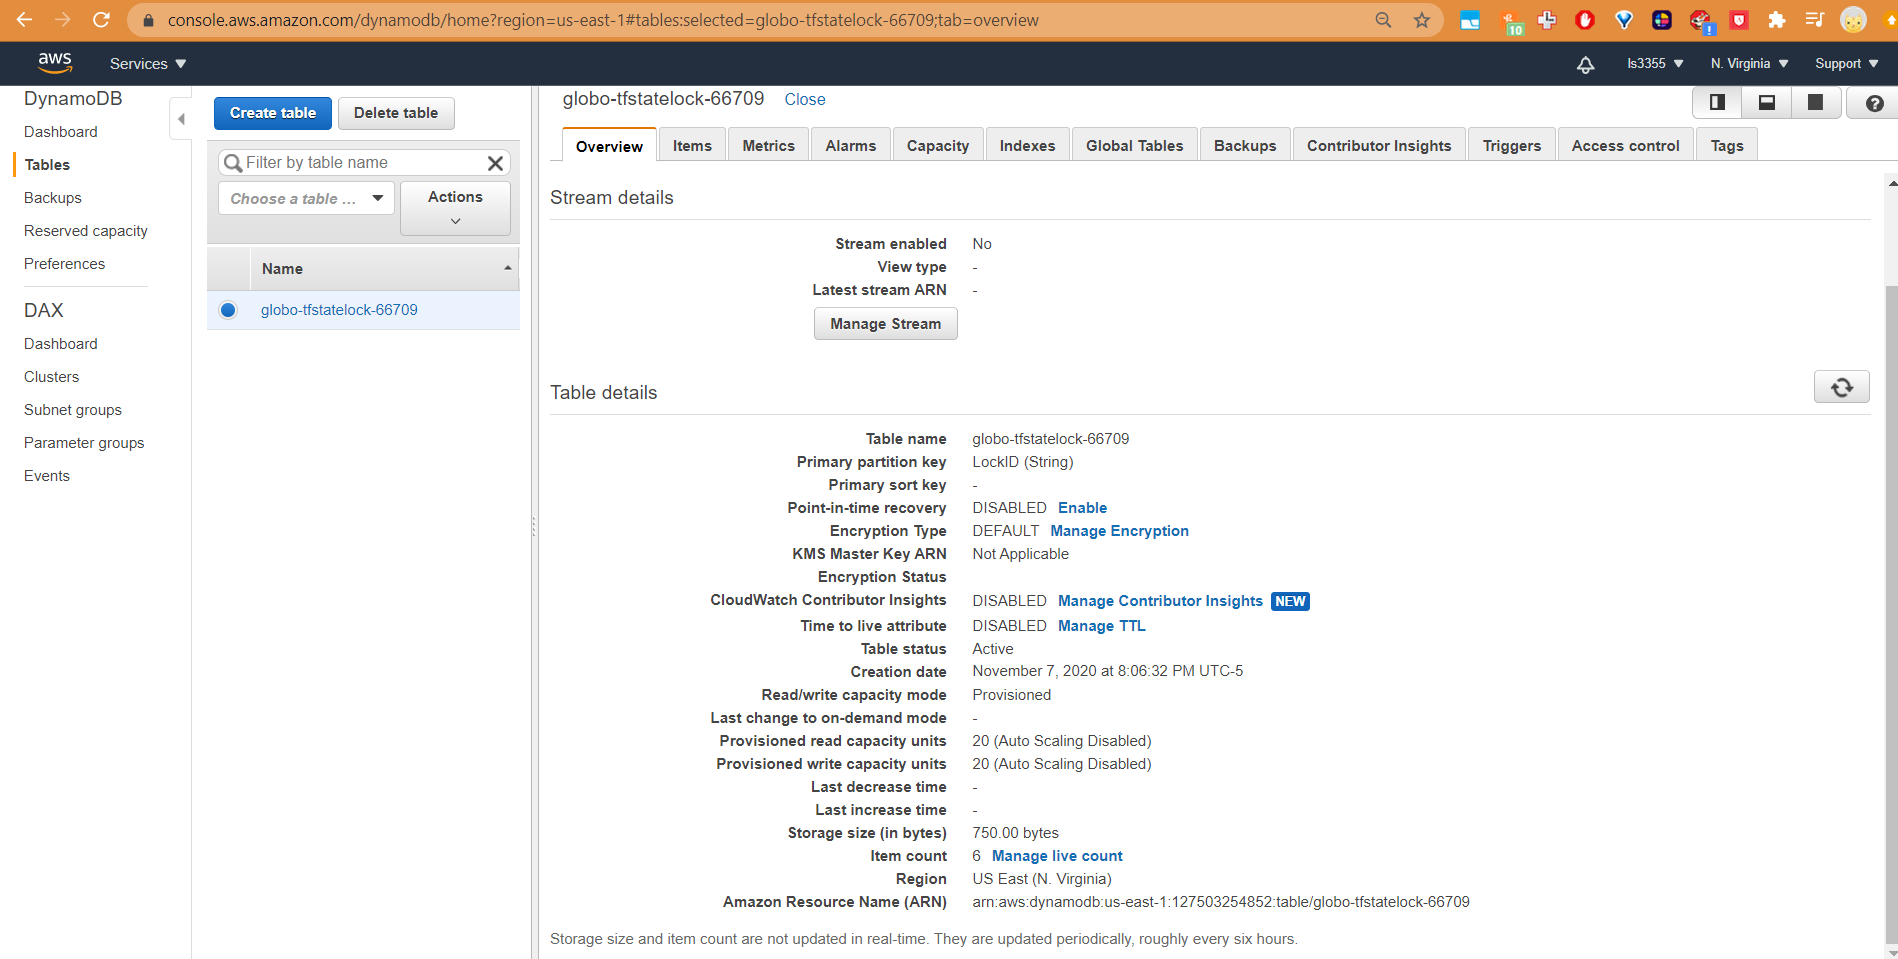 console.aws.amazon.com/dynamodb/home?region=us-east-1#tables:selected=globo-tfstatelock-66709;tab=overview
10
!
aws Services ls3355 N. Virginia Support
DynamoDB
Dashboard
Tables
Backups
Reserved capacity
Preferences
DAX
Dashboard
Clusters
Subnet groups
Parameter groups
Events
Create table Delete table
Filter by table name
Choose a table ... Actions
Name
globo-tfstatelock-66709
globo-tfstatelock-66709 Close
?
Overview Items Metrics Alarms Capacity Indexes Global Tables Backups Contributor Insights Triggers Access control Tags
Stream details
Stream enabled No
View type -
Latest stream ARN -
Manage Stream
Table details
Table name globo-tfstatelock-66709
Primary partition key LockID (String)
Primary sort key -
Point-in-time recovery DISABLED Enable
Encryption Type DEFAULT Manage Encryption
KMS Master Key ARN Not Applicable
Encryption Status
CloudWatch Contributor Insights DISABLED Manage Contributor Insights NEW
Time to live attribute DISABLED Manage TTL
Table status Active
Creation date November 7, 2020 at 8:06:32 PM UTC-5
Read/write capacity mode Provisioned
Last change to on-demand mode -
Provisioned read capacity units 20 (Auto Scaling Disabled)
Provisioned write capacity units 20 (Auto Scaling Disabled)
Last decrease time -
Last increase time -
Storage size (in bytes) 750.00 bytes
Item count 6 Manage live count
Region US East (N. Virginia)
Amazon Resource Name (ARN) arn:aws:dynamodb:us-east-1:127503254852:table/globo-tfstatelock-66709
Storage size and item count are not updated in real-time. They are updated periodically, roughly every six hours.